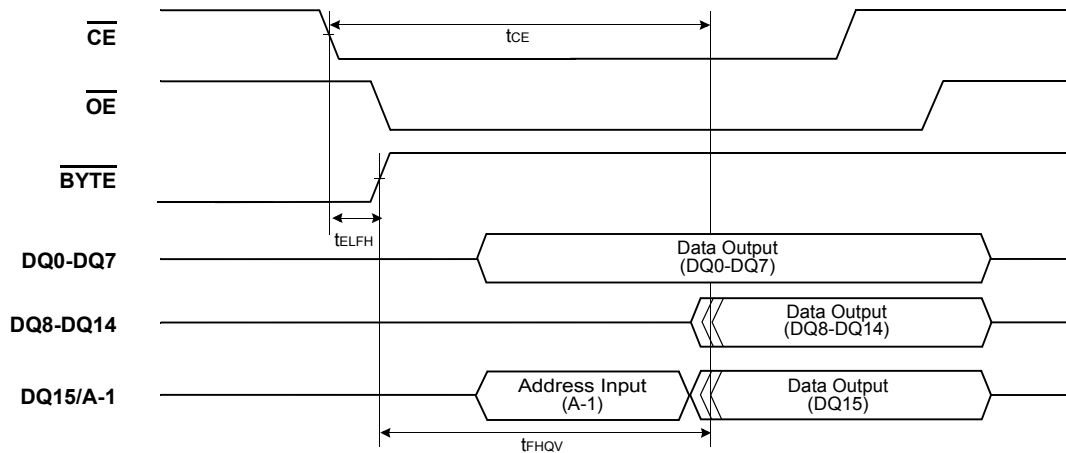 CE
tCE
OE
BYTE
tELFH
DQ0-DQ7
Data Output
(DQ0-DQ7)
DQ8-DQ14
Data Output
(DQ8-DQ14)
DQ15/A-1
Address Input
(A-1)
Data Output
(DQ15)
tFHQV